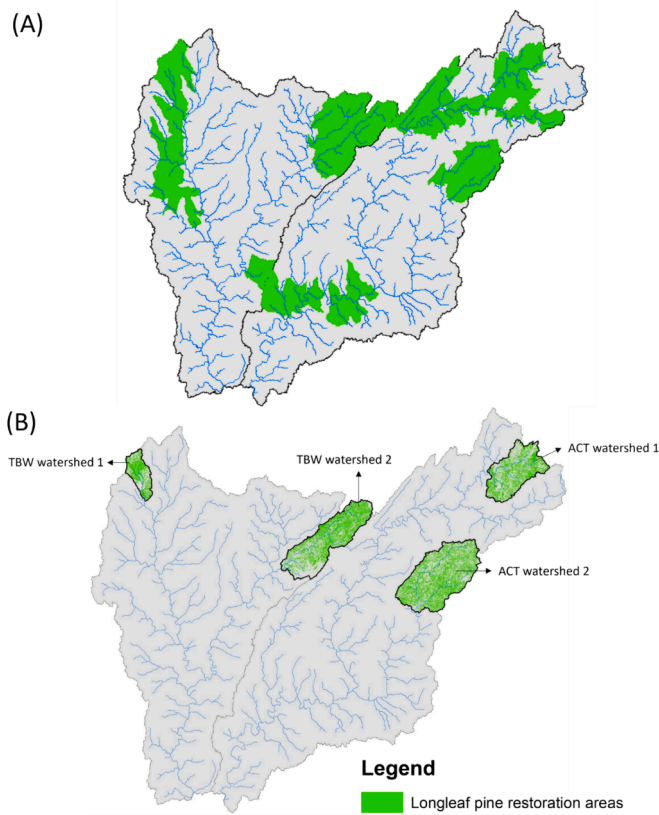 (A)
(B)
TBW watershed 1
TBW watershed 2
ACT watershed 1
ACT watershed 2
Legend
Longleaf pine restoration areas